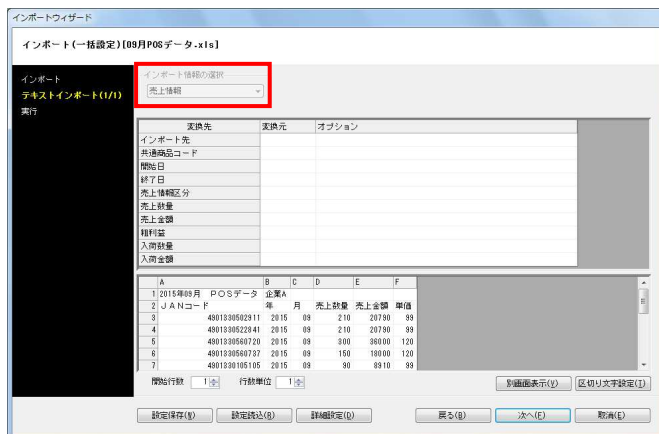 インポートウィザード
インポート(一括設定)[09月POSデータ.xls]
インポート
テキストインポート(1/1)
実行
インポート情報の選択
売上情報
変換先 変換元 オプション
インポート先
共通商品コード
開始日
終了日
売上情報区分
売上数量
売上金額
粗利益
入荷数量
入荷金額
A B C D E F
1 2015年09月 POSデータ 企業A
2 JANコード 年 月 売上数量 売上金額 単価
3 4901330502911 2015 09 210 20790 99
4 4901330522841 2015 09 210 20790 99
5 4901330560720 2015 09 300 36000 120
6 4901330560737 2015 09 150 18000 120
7 4901330105105 2015 09 90 8910 99
開始行数 1 行数単位 1
別画面表示(V) 区切り文字設定(I)
設定保存(W) 設定読込(R) 詳細設定(D) 戻る(B) 次へ(F) 取消(E)